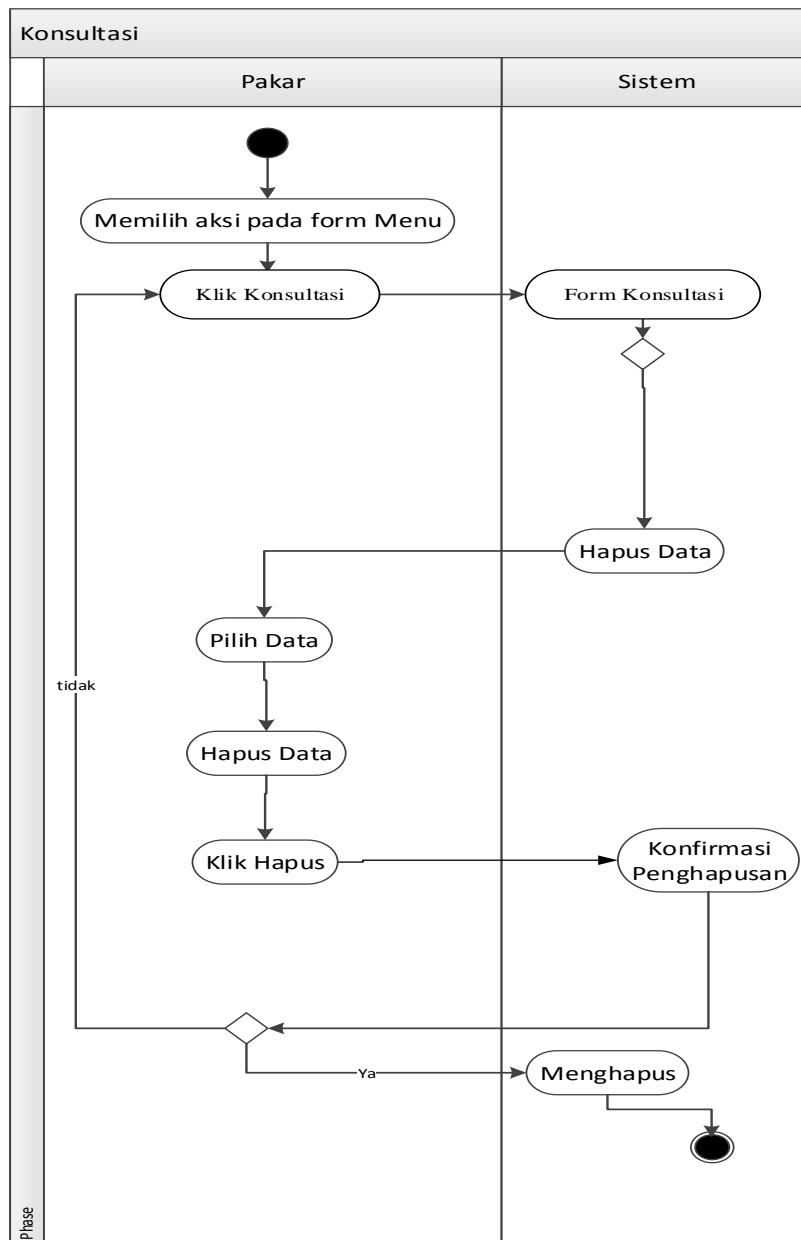 Konsultasi
Pakar
Sistem
Memilih aksi pada form Menu
Klik Konsultasi
Form Konsultasi
Hapus Data
Pilih Data
tidak
Hapus Data
Klik Hapus
Konfirmasi
Penghapusan
Ya
Menghapus
Phase